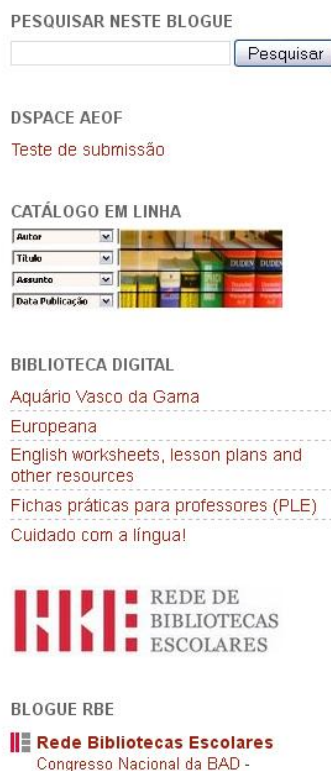 PESQUISAR NESTE BLOGUE
Pesquisar
DSPACE AEOF
Teste de submissão
CATÁLOGO EM LINHA
Autor
Título
Assunto
Data Publicação
DUDEN DUDEN
BIBLIOTECA DIGITAL
Aquário Vasco da Gama
Europeana
English worksheets, lesson plans and
other resources
Fichas práticas para professores (PLE)
Cuidado com a língua!
REDE DE
BIBLIOTECAS
ESCOLARES
BLOGUE RBE
Rede Bibliotecas Escolares
Congresso Nacional da BAD -